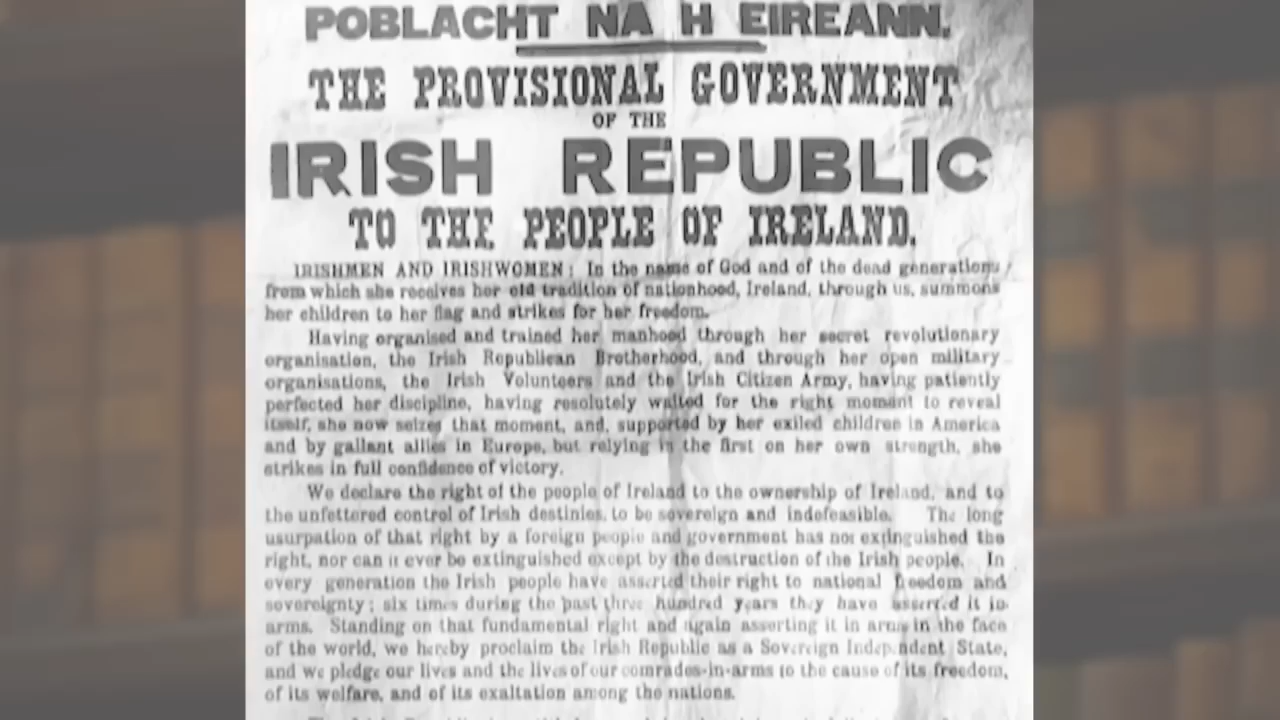 POBLACHT NA H EIREANN.
THE PROVISIONAL GOVERNMENT
OF THE
IRISH REPUBLIC
TO THE PEOPLE OF IRELAND.
IRISHMEN AND IRISHWOMEN: In the name of God and of the dead generations
from which she receives her old tradition of nationhood, Ireland, through us, summons
her children to her flag and strikes for her freedom.
Having organised and trained her manhood through her secret revolutionary
organisation, the Irish Republican Brotherhood, and through her open military
organisations, the Irish Volunteers and the Irish Citizen Army, having patiently
perfected her discipline, having resolutely waited for the right moment to reveal
itself, she now seizes that moment, and, supported by her exiled children in America
and by gallant allies in Europe, but relying in the first on her own strength, she
strikes in full confidence of victory.
We declare the right of the people of Ireland to the ownership of Ireland, and to
the unfettered control of Irish destinies, to be sovereign and indefeasible. The long
usurpation of that right by a foreign people and government has not extinguished the
right, nor can it ever be extinguished except by the destruction of the Irish people. In
every generation the Irish people have asserted their right to national freedom and
sovereignty; six times during the past three hundred years they have asserted it in
arms. Standing on that fundamental right and again asserting it in arms in the face
of the world, we hereby proclaim the Irish Republic as a Sovereign Independent State,
and we pledge our lives and the lives of our comrades-in-arms to the cause of its freedom,
of its welfare, and of its exaltation among the nations.